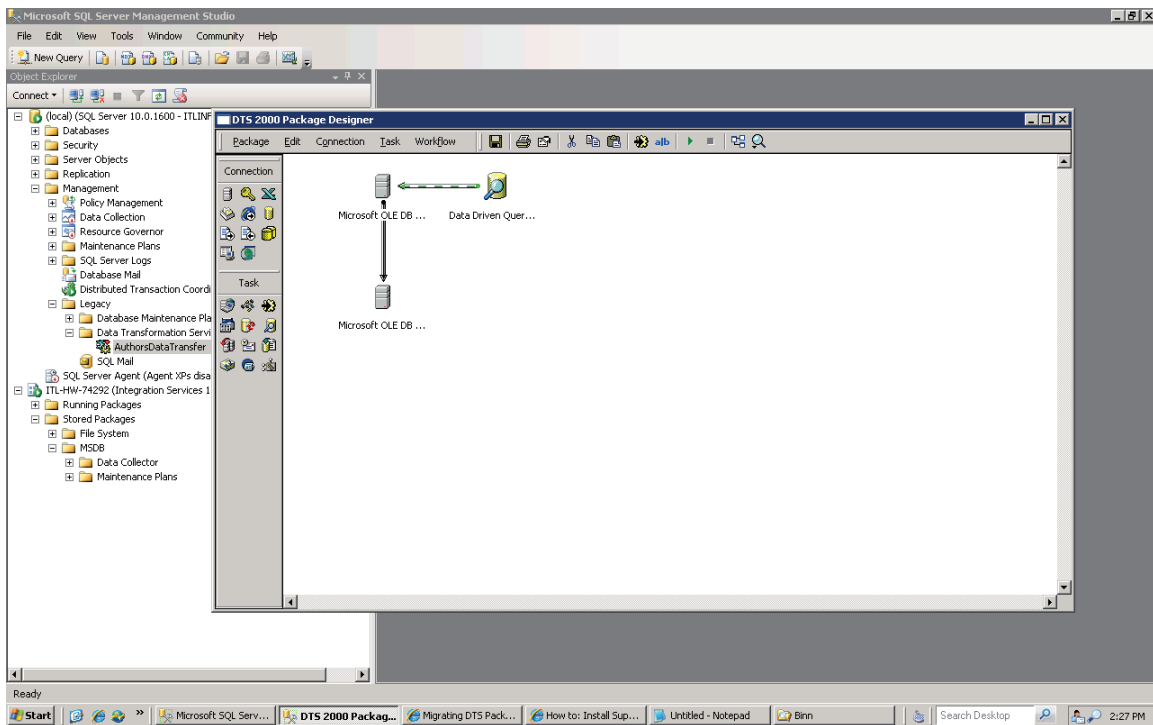 Microsoft SQL Server Management Studio
File Edit View Tools Window Community Help
New Query
Object Explorer
Connect
(local) (SQL Server 10.0.1600 - ITLINF
Databases
Security
Server Objects
Replication
Management
Policy Management
Data Collection
Resource Governor
Maintenance Plans
SQL Server Logs
Database Mail
Distributed Transaction Coordi
Legacy
Database Maintenance Pla
Data Transformation Servi
AuthorsDataTransfer
SQL Mail
SQL Server Agent (Agent XPs disa
ITL-HW-74292 (Integration Services 1
Running Packages
Stored Packages
File System
MSDB
Data Collector
Maintenance Plans
DTS 2000 Package Designer
Package Edit Connection Task Workflow
a|b
Connection
Task
Microsoft OLE DB ...
Data Driven Quer...
Microsoft OLE DB ...
Ready
Start
»
Microsoft SQL Serv...
DTS 2000 Packag...
Migrating DTS Pack...
How to: Install Sup...
Untitled - Notepad
Binn
Search Desktop
»
2:27 PM